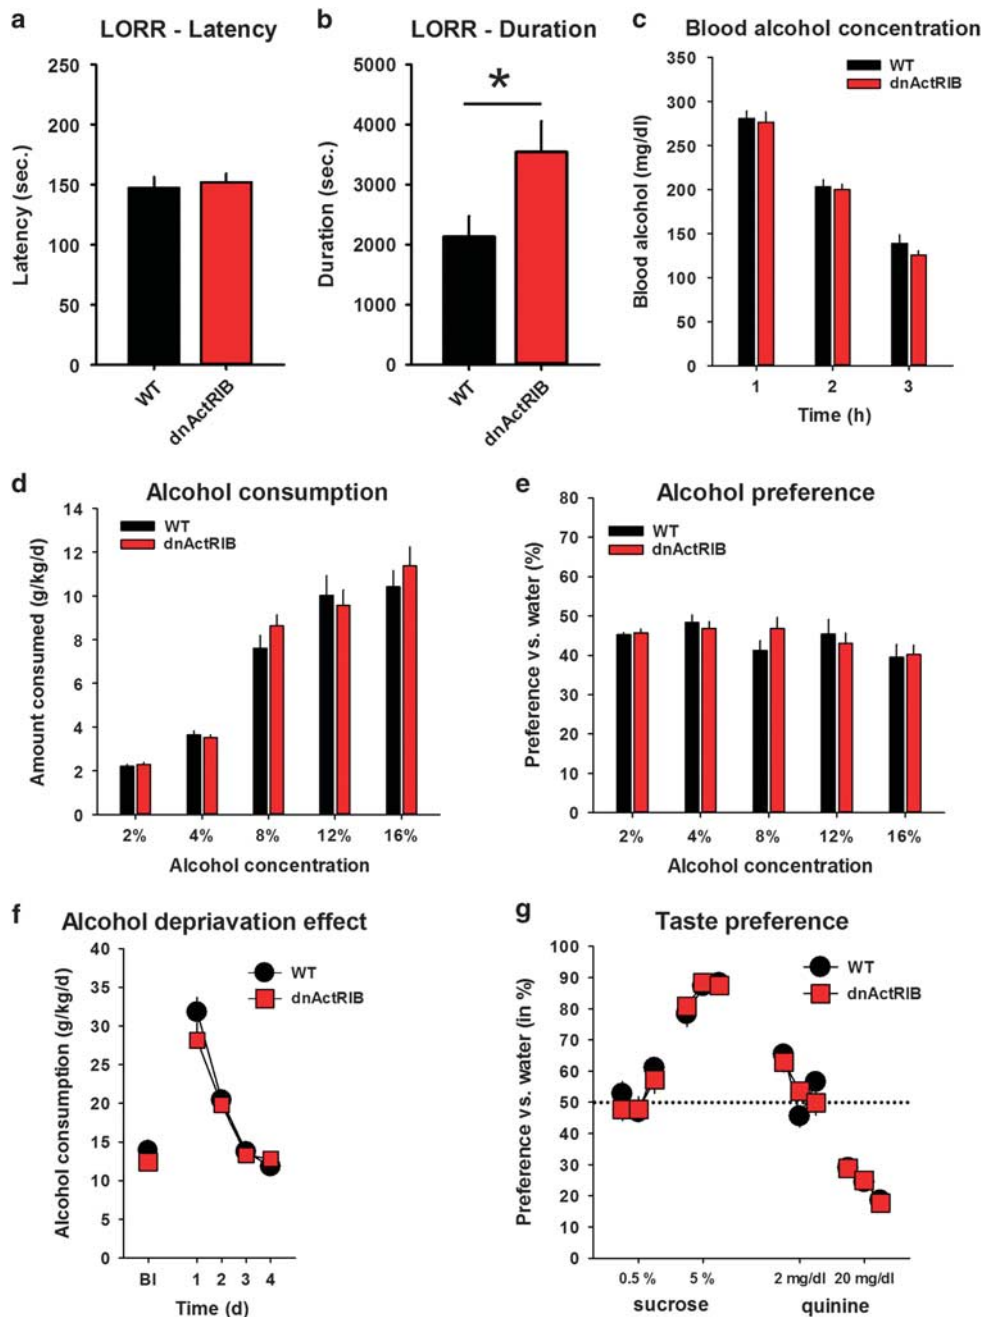 a LORR - Latency
250
200
150
100
50
0
Latency (sec.)
WT
dnActRIB
b LORR - Duration
5000
4000
3000
2000
1000
0
Duration (sec.)
*
WT
dnActRIB
c Blood alcohol concentration
WT
dnActRIB
350
300
250
200
150
100
50
0
Blood alcohol (mg/dl)
1 2 3
Time (h)
d Alcohol consumption
14
12
10
8
6
4
2
0
Amount consumed (g/kg/d)
WT
dnActRIB
2% 4% 8% 12% 16%
Alcohol concentration
e Alcohol preference
80
70
60
50
40
30
20
10
0
Preference vs. water (%)
WT
dnActRIB
2% 4% 8% 12% 16%
Alcohol concentration
f Alcohol depriavation effect
40
35
30
25
20
15
10
5
0
Alcohol consumption (g/kg/d)
WT
dnActRIB
BI 1 2 3 4
Time (d)
g Taste preference
100
90
80
70
60
50
40
30
20
10
0
Preference vs. water (in %)
WT
dnActRIB
0.5 % 5 % 2 mg/dl 20 mg/dl
sucrose quinine